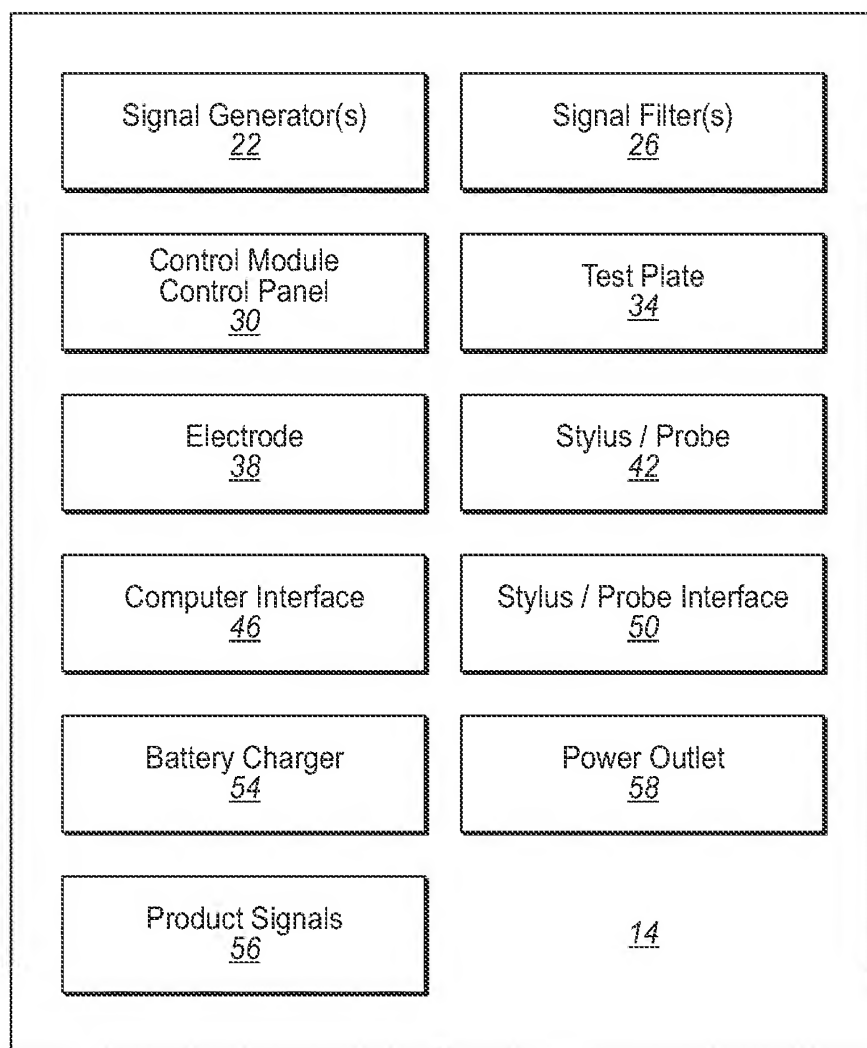 Signal Generator(s)
22
Signal Filter(s)
26
Control Module
Control Panel
30
Test Plate
34
Electrode
38
Stylus / Probe
42
Computer Interface
46
Stylus / Probe Interface
50
Battery Charger
54
Power Outlet
58
Product Signals
56
14